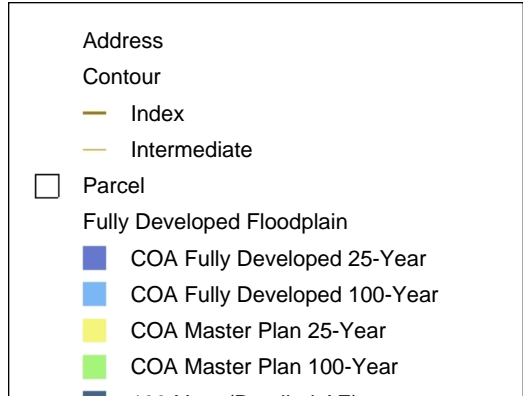 Address
Contour
Index
Intermediate
Parcel
Fully Developed Floodplain
COA Fully Developed 25-Year
COA Fully Developed 100-Year
COA Master Plan 25-Year
COA Master Plan 100-Year